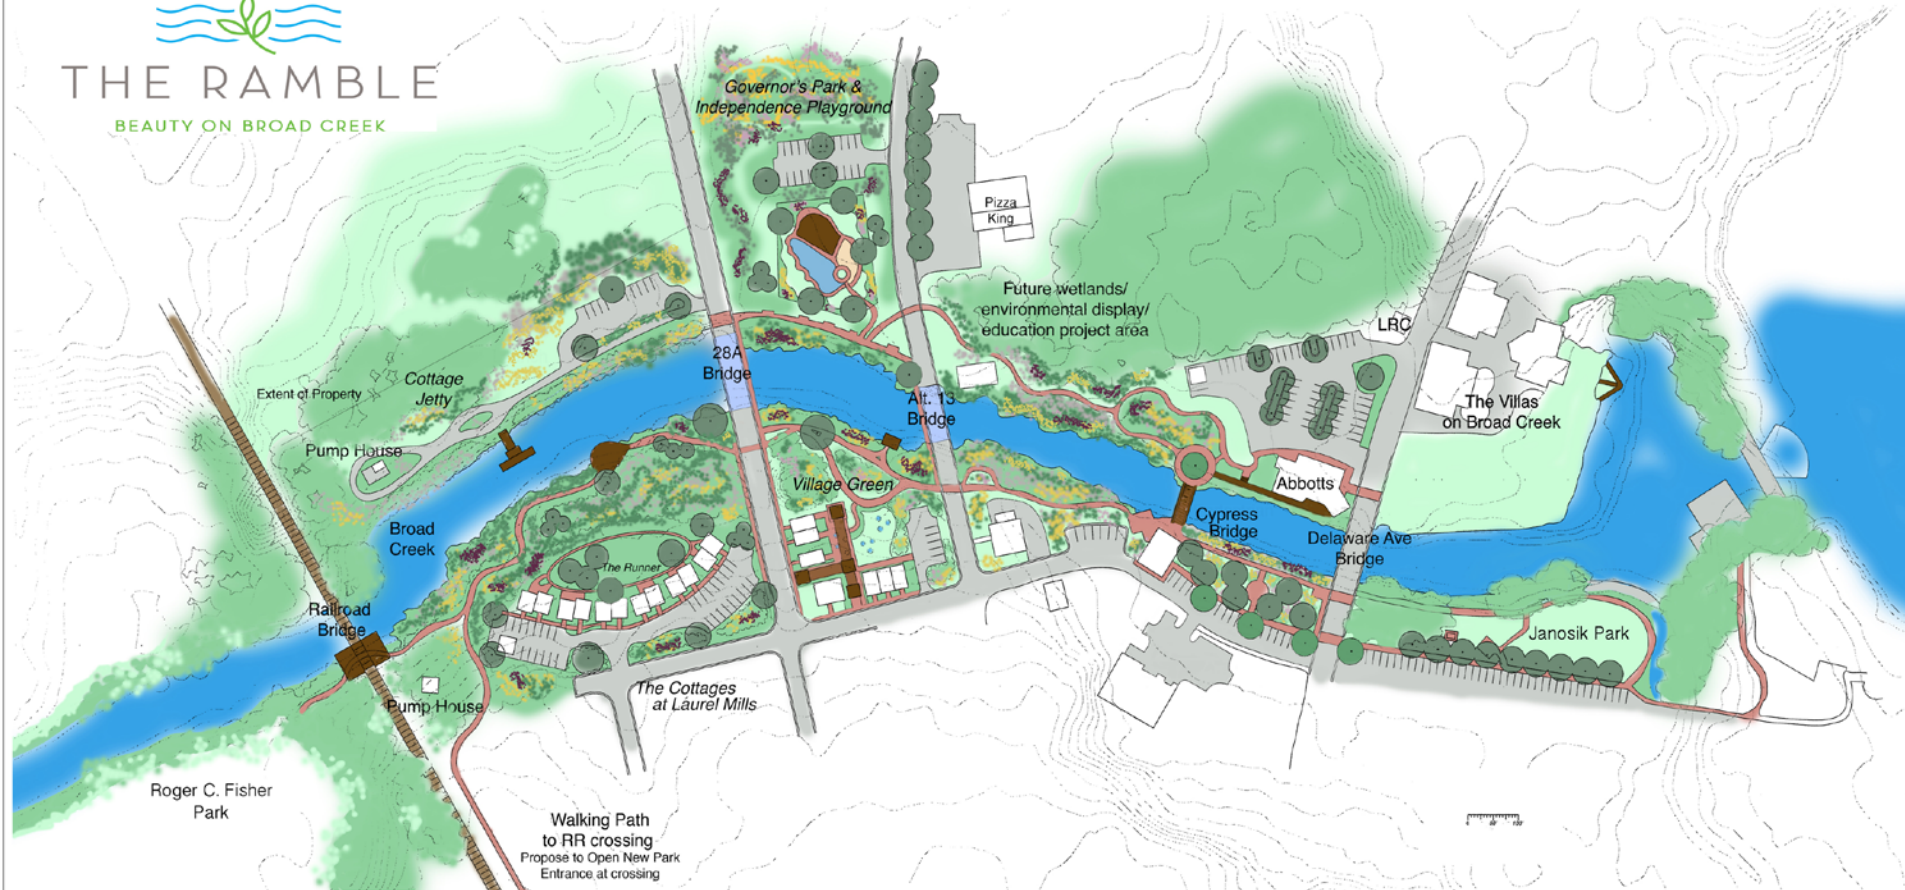 THE RAMBLE
BEAUTY ON BROAD CREEK
Governor's Park &
Independence Playground
Pizza
King
Future wetlands/
environmental display/
education project area
LRC
28A
Bridge
Cottage
Jetty
Extent of Property
Alt. 13
Bridge
The Villas
on Broad Creek
Pump House
Village Green
Abbotts
Broad
Creek
Cypress
Bridge
Delaware Ave
Bridge
The Runner
Railroad
Bridge
Janosik Park
The Cottages
at Laurel Mills
Pump House
Roger C. Fisher
Park
Walking Path
to RR crossing
Propose to Open New Park
Entrance at crossing